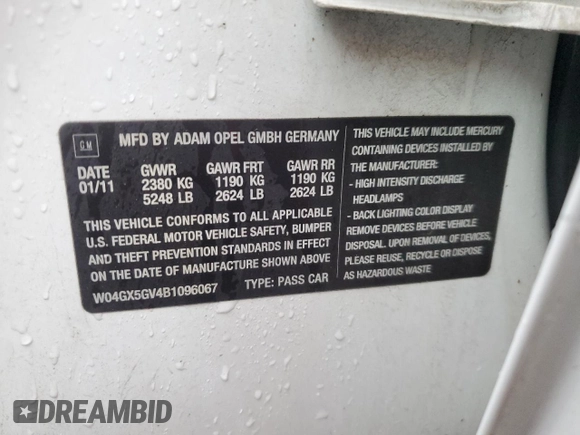 GM
MFD BY ADAM OPEL GMBH GERMANY
DATE GVWR GAWR FRT GAWR RR
01/11 2380 KG 1190 KG 1190 KG
5248 LB 2624 LB 2624 LB
THIS VEHICLE CONFORMS TO ALL APPLICABLE
U.S. FEDERAL MOTOR VEHICLE SAFETY, BUMPER
AND THEFT PREVENTION STANDARDS IN EFFECT
ON THE DATE OF MANUFACTURE SHOWN ABOVE
W04GX5GV4B1096067 TYPE: PASS CAR
THIS VEHICLE MAY INCLUDE MERCURY
CONTAINING DEVICES INSTALLED BY
THE MANUFACTURER:
- HIGH INTENSITY DISCHARGE
HEADLAMPS
- BACK LIGHTING COLOR DISPLAY
REMOVE DEVICES BEFORE VEHICLE
DISPOSAL. UPON REMOVAL OF DEVICES,
PLEASE REUSE, RECYCLE OR DISPOSE
AS HAZARDOUS WASTE
DREAMBID